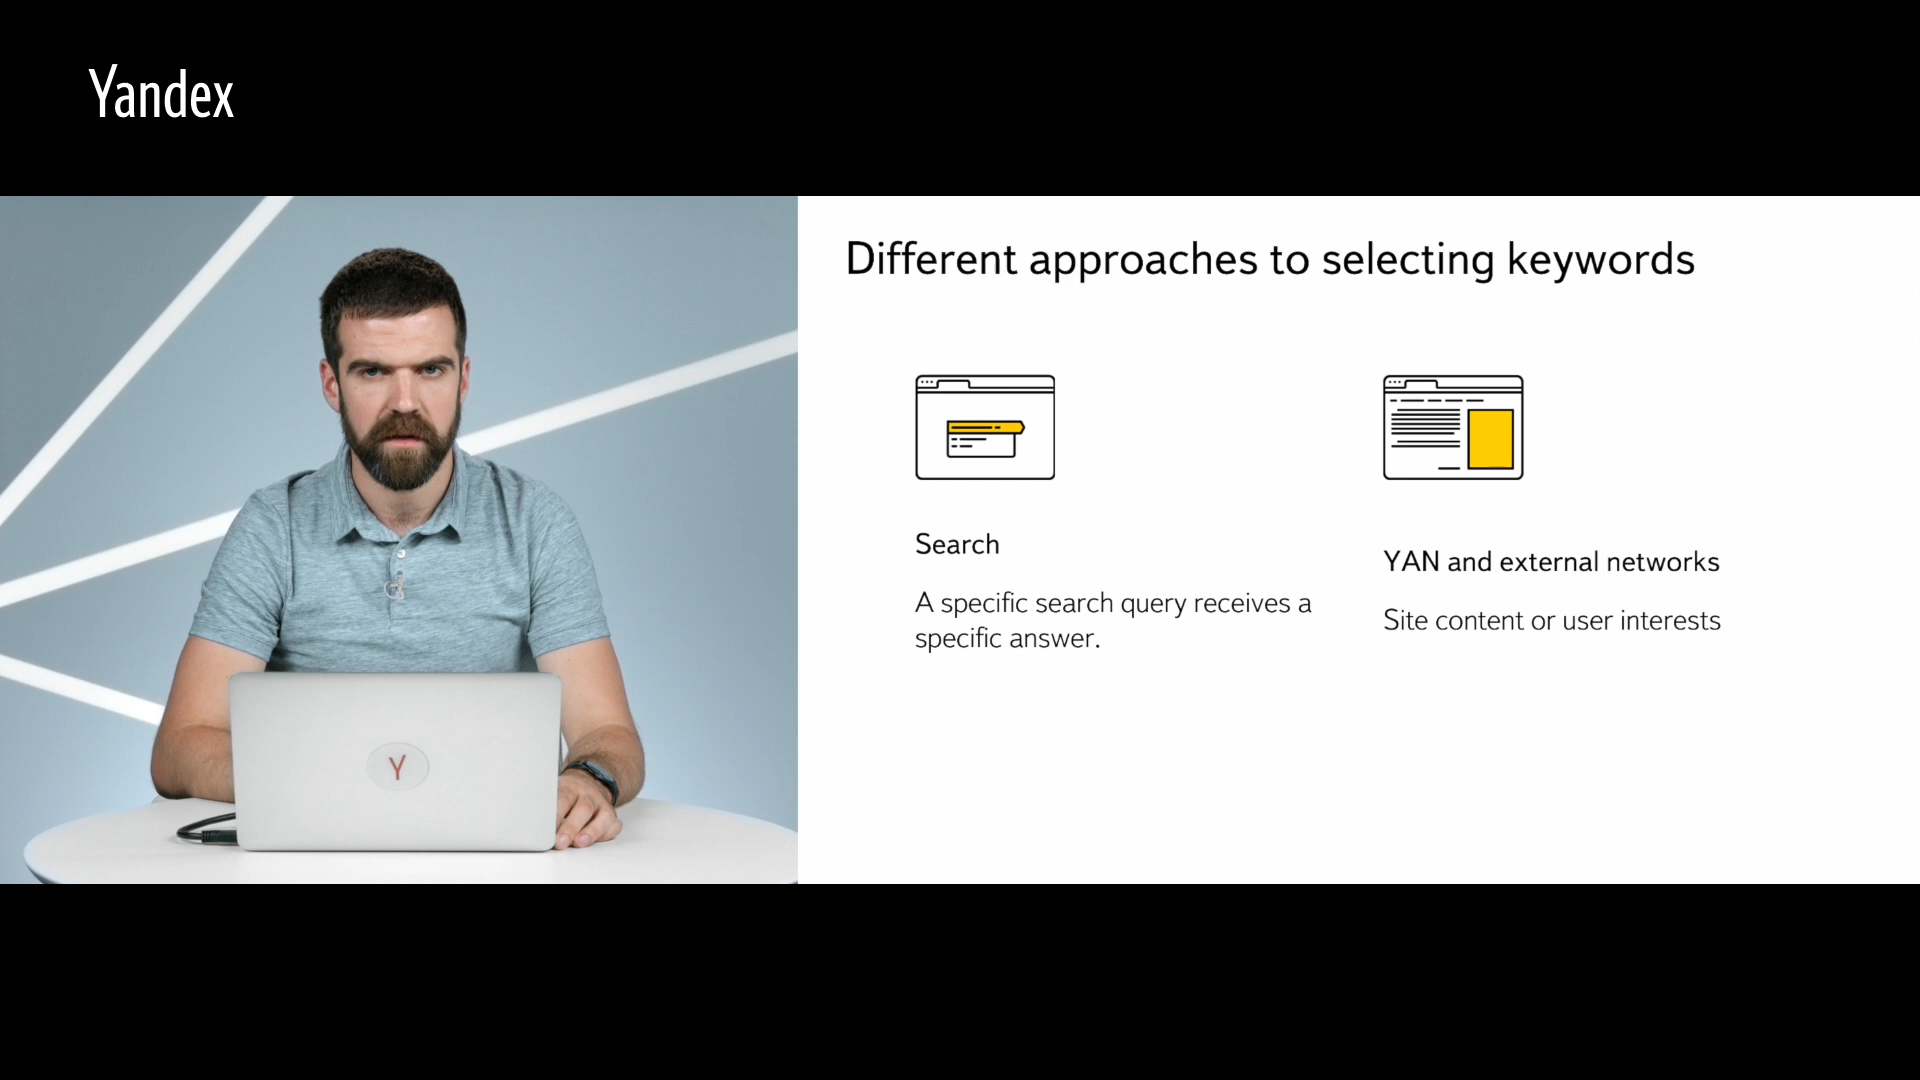 Yandex
Different approaches to selecting keywords
Search
A specific search query receives a
specific answer.
YAN and external networks
Site content or user interests
Y